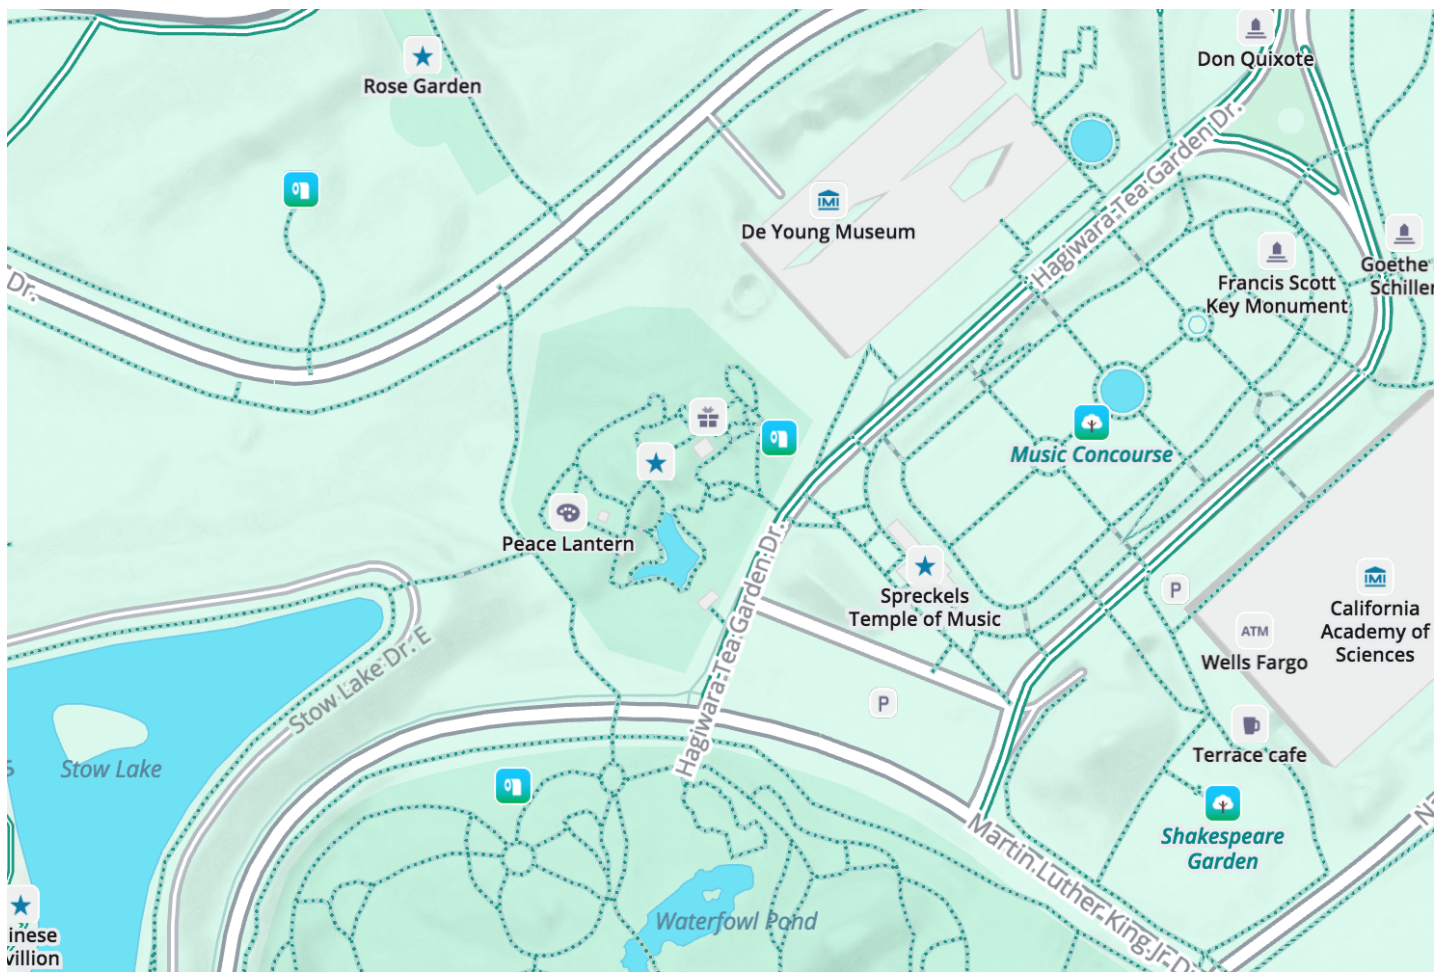 Don Quixote
Rose Garden
Hagiwara Tea Garden Dr.
De Young Museum
Goethe
Schiller
Francis Scott
Key Monument
Dr.
Music Concourse
Peace Lantern
Hagiwara Tea Garden Dr.
Spreckels
Temple of Music
P
California
Academy of
Sciences
ATM
Wells Fargo
Stow Lake Dr. E
P
Terrace cafe
Stow Lake
Shakespeare
Garden
Martin Luther King Jr. D
Waterfowl Pond
inese
villion